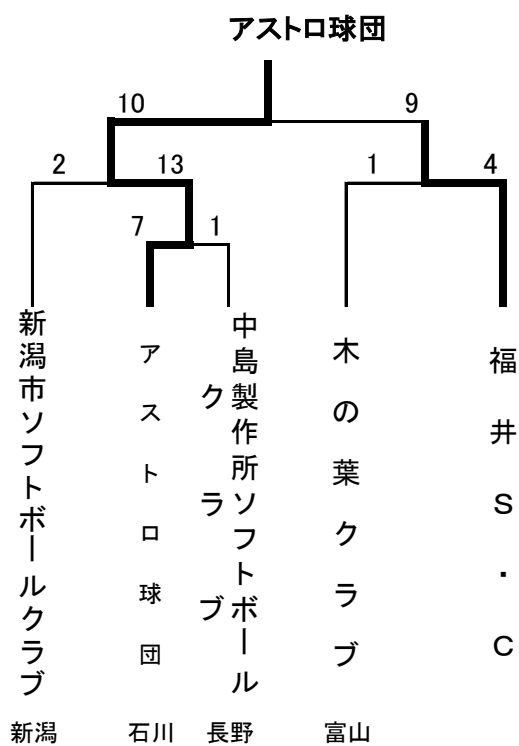 アストロ球団
10
9
2
13
1
4
7
1
新潟市ソフトボールクラブ
アストロ球団
中島製作所ソフトボール
クラブ
木の葉クラブ
福井S・C
新潟
石川
長野
富山